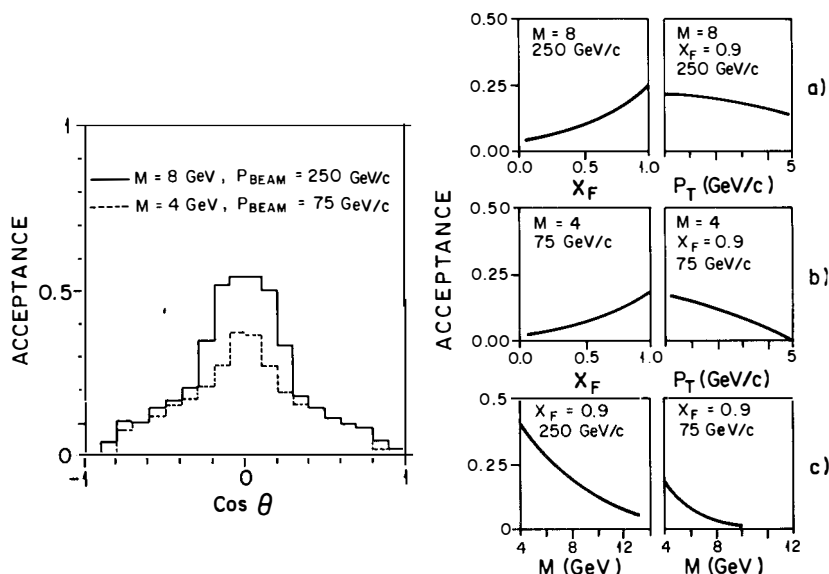 1
M = 8 GeV , P_BEAM = 250 GeV/c
M = 4 GeV , P_BEAM = 75 GeV/c
ACCEPTANCE
0.5
0
-1
0
1
Cos θ
ACCEPTANCE
0.50
0.25
0.00
M = 8
250 GeV/c
M = 8
X_F = 0.9
250 GeV/c
a)
0.0
0.5
1.0
5
X_F
P_T (GeV/c)
0.50
0.25
0.00
M = 4
75 GeV/c
M = 4
X_F = 0.9
75 GeV/c
b)
0.0
0.5
1.0
5
X_F
P_T (GeV/c)
0.5
0.25
0
X_F = 0.9
250 GeV/c
X_F = 0.9
75 GeV/c
c)
4
8
12
4
8
12
M (GeV)
M (GeV)